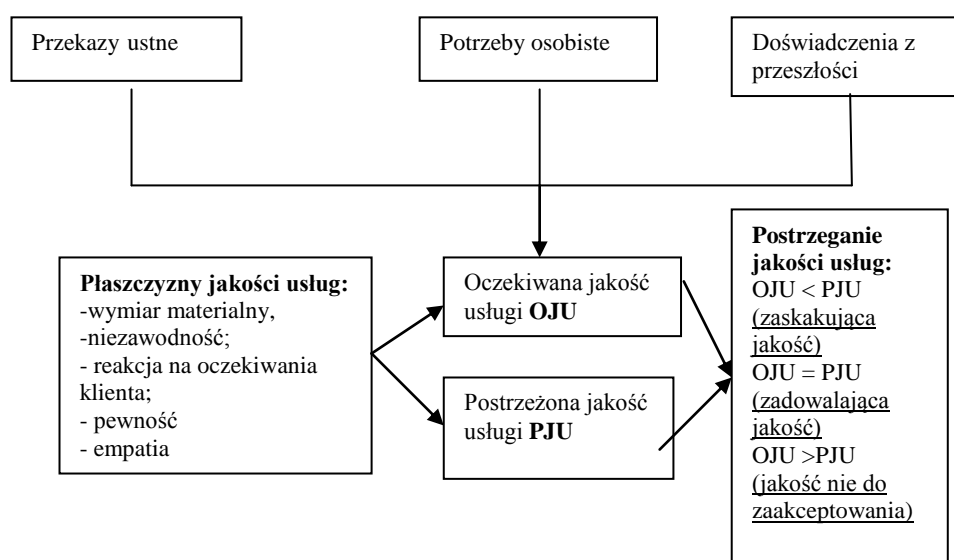 Przekazy ustne
Potrzeby osobiste
Doświadczenia z
przeszłości
Płaszczyzny jakości usług:
-wymiar materialny,
-niezawodność;
- reakcja na oczekiwania
klienta;
- pewność
- empatia
Oczekiwana jakość
usługi OJU
Postrzeżona jakość
usługi PJU
Postrzeganie
jakości usług:
OJU < PJU
(zaskakująca
jakość)
OJU = PJU
(zadowalająca
jakość)
OJU >PJU
(jakość nie do
zaakceptowania)